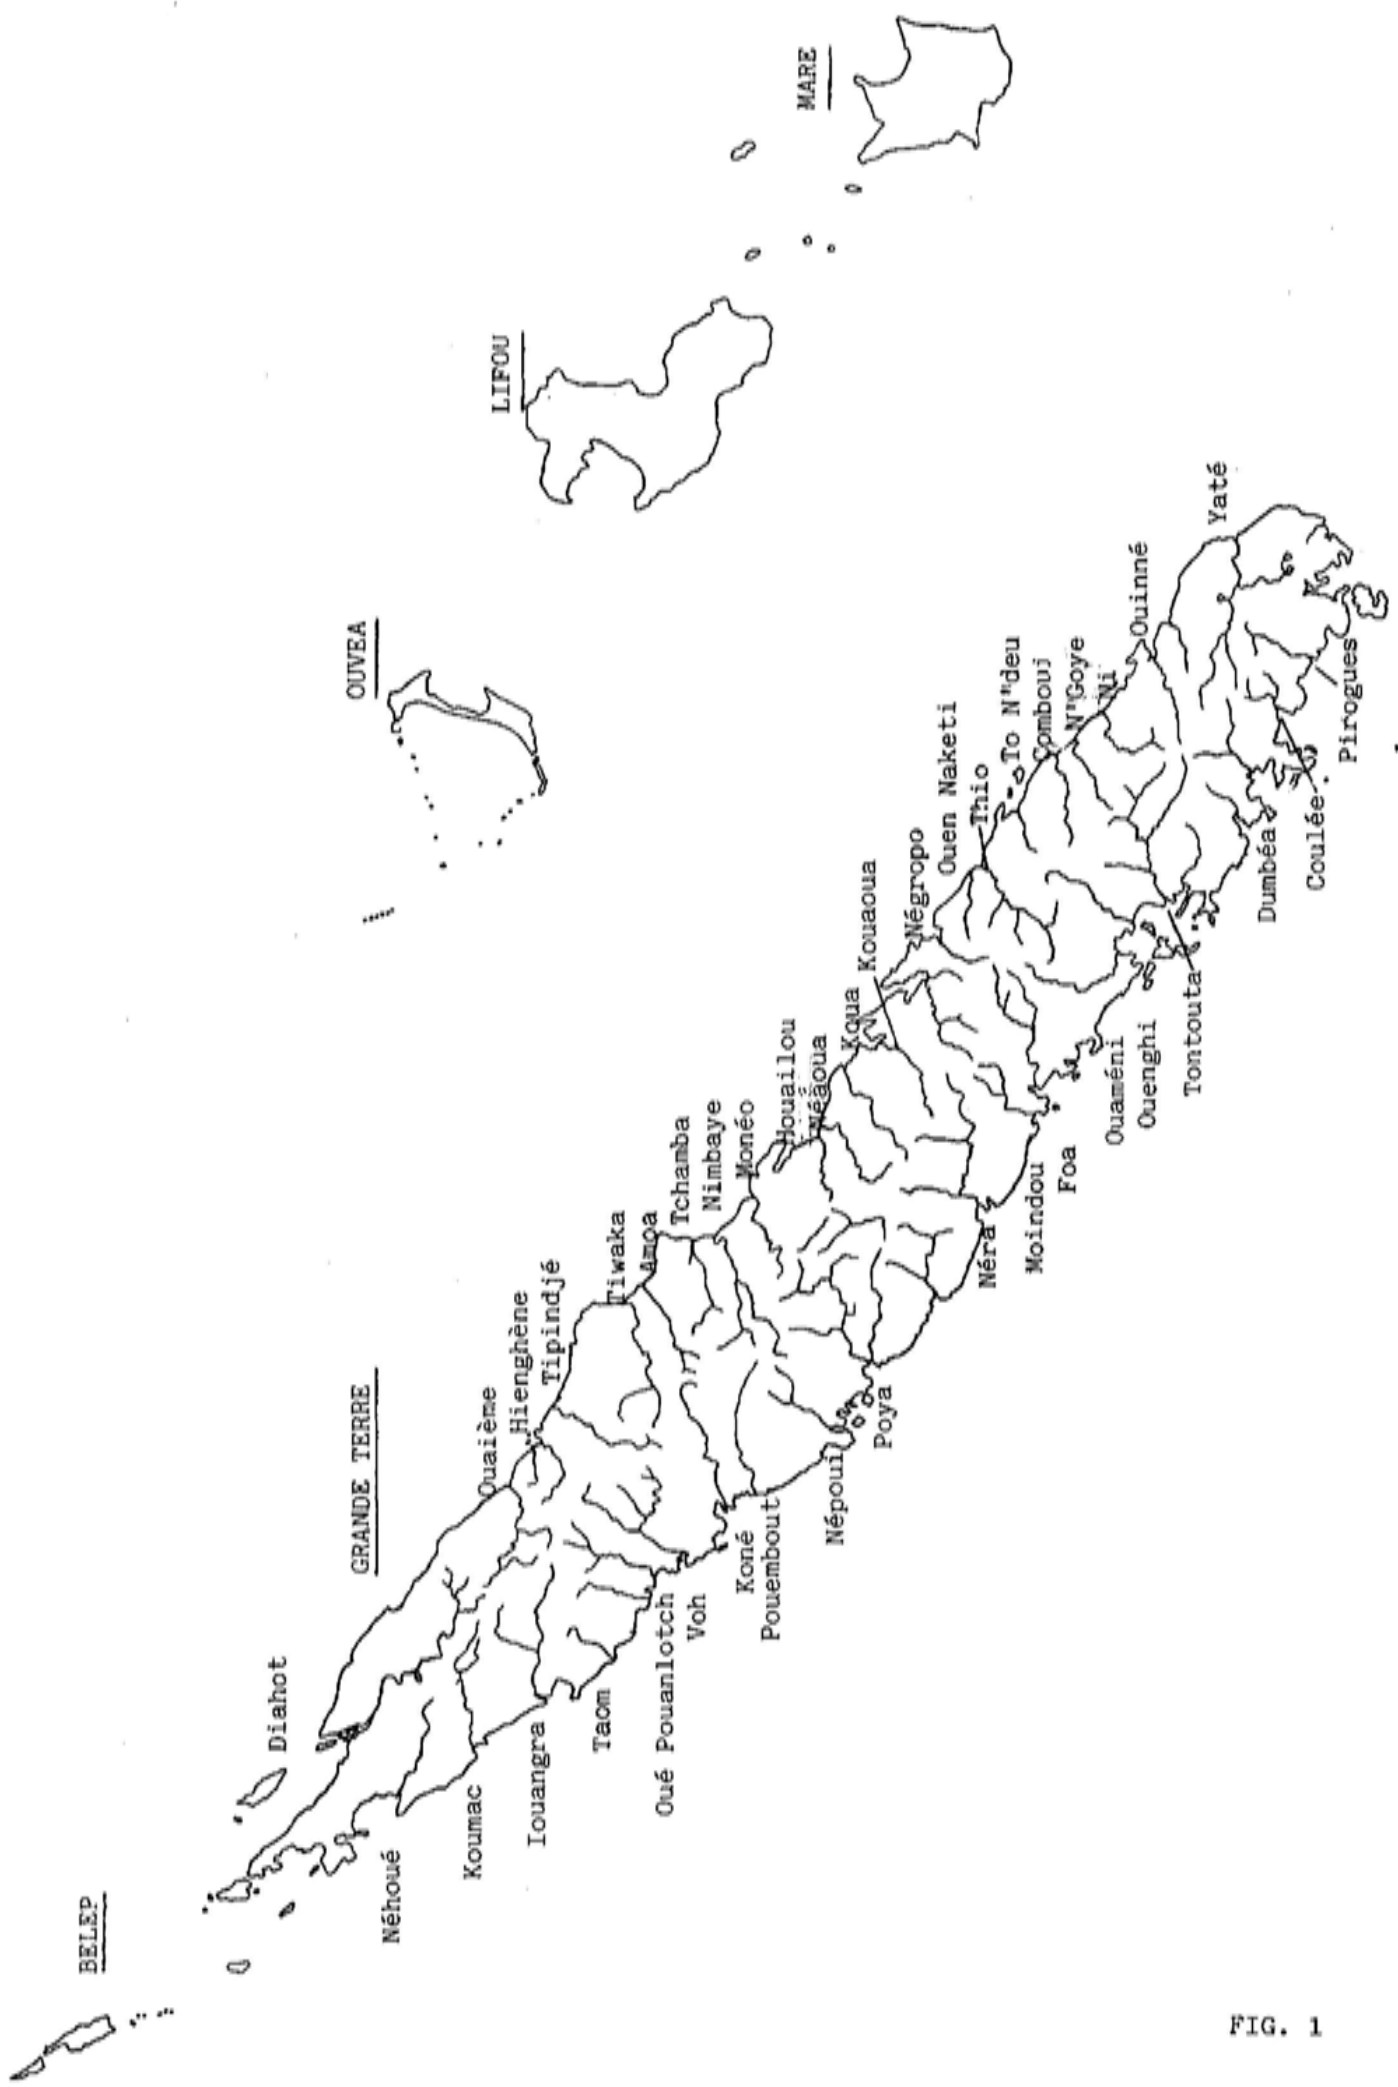 BELEP
GRANDE TERRE
OUVEA
LIFOU
MARE
Diahot
Ouaième
Hienghène
Tipindjé
Tiwaka
Amoa
Tchamba
Nimbaye
Monéo
Houailou
Néaoua
Koua
Kouaoua
Négropo
Ouen Naketi
Thio
To N"deu
Comboui
N"Goye
Ni
Ouinné
Yaté
Néhoué
Koumac
Iouangra
Taom
Oué Pouanlotch
Voh
Koné
Pouembout
Népoui
Poya
Néra
Moindou
Foa
Ouaméni
Ouenghi
Tontouta
Dumbéa
Coulée
Pirogues
FIG. 1